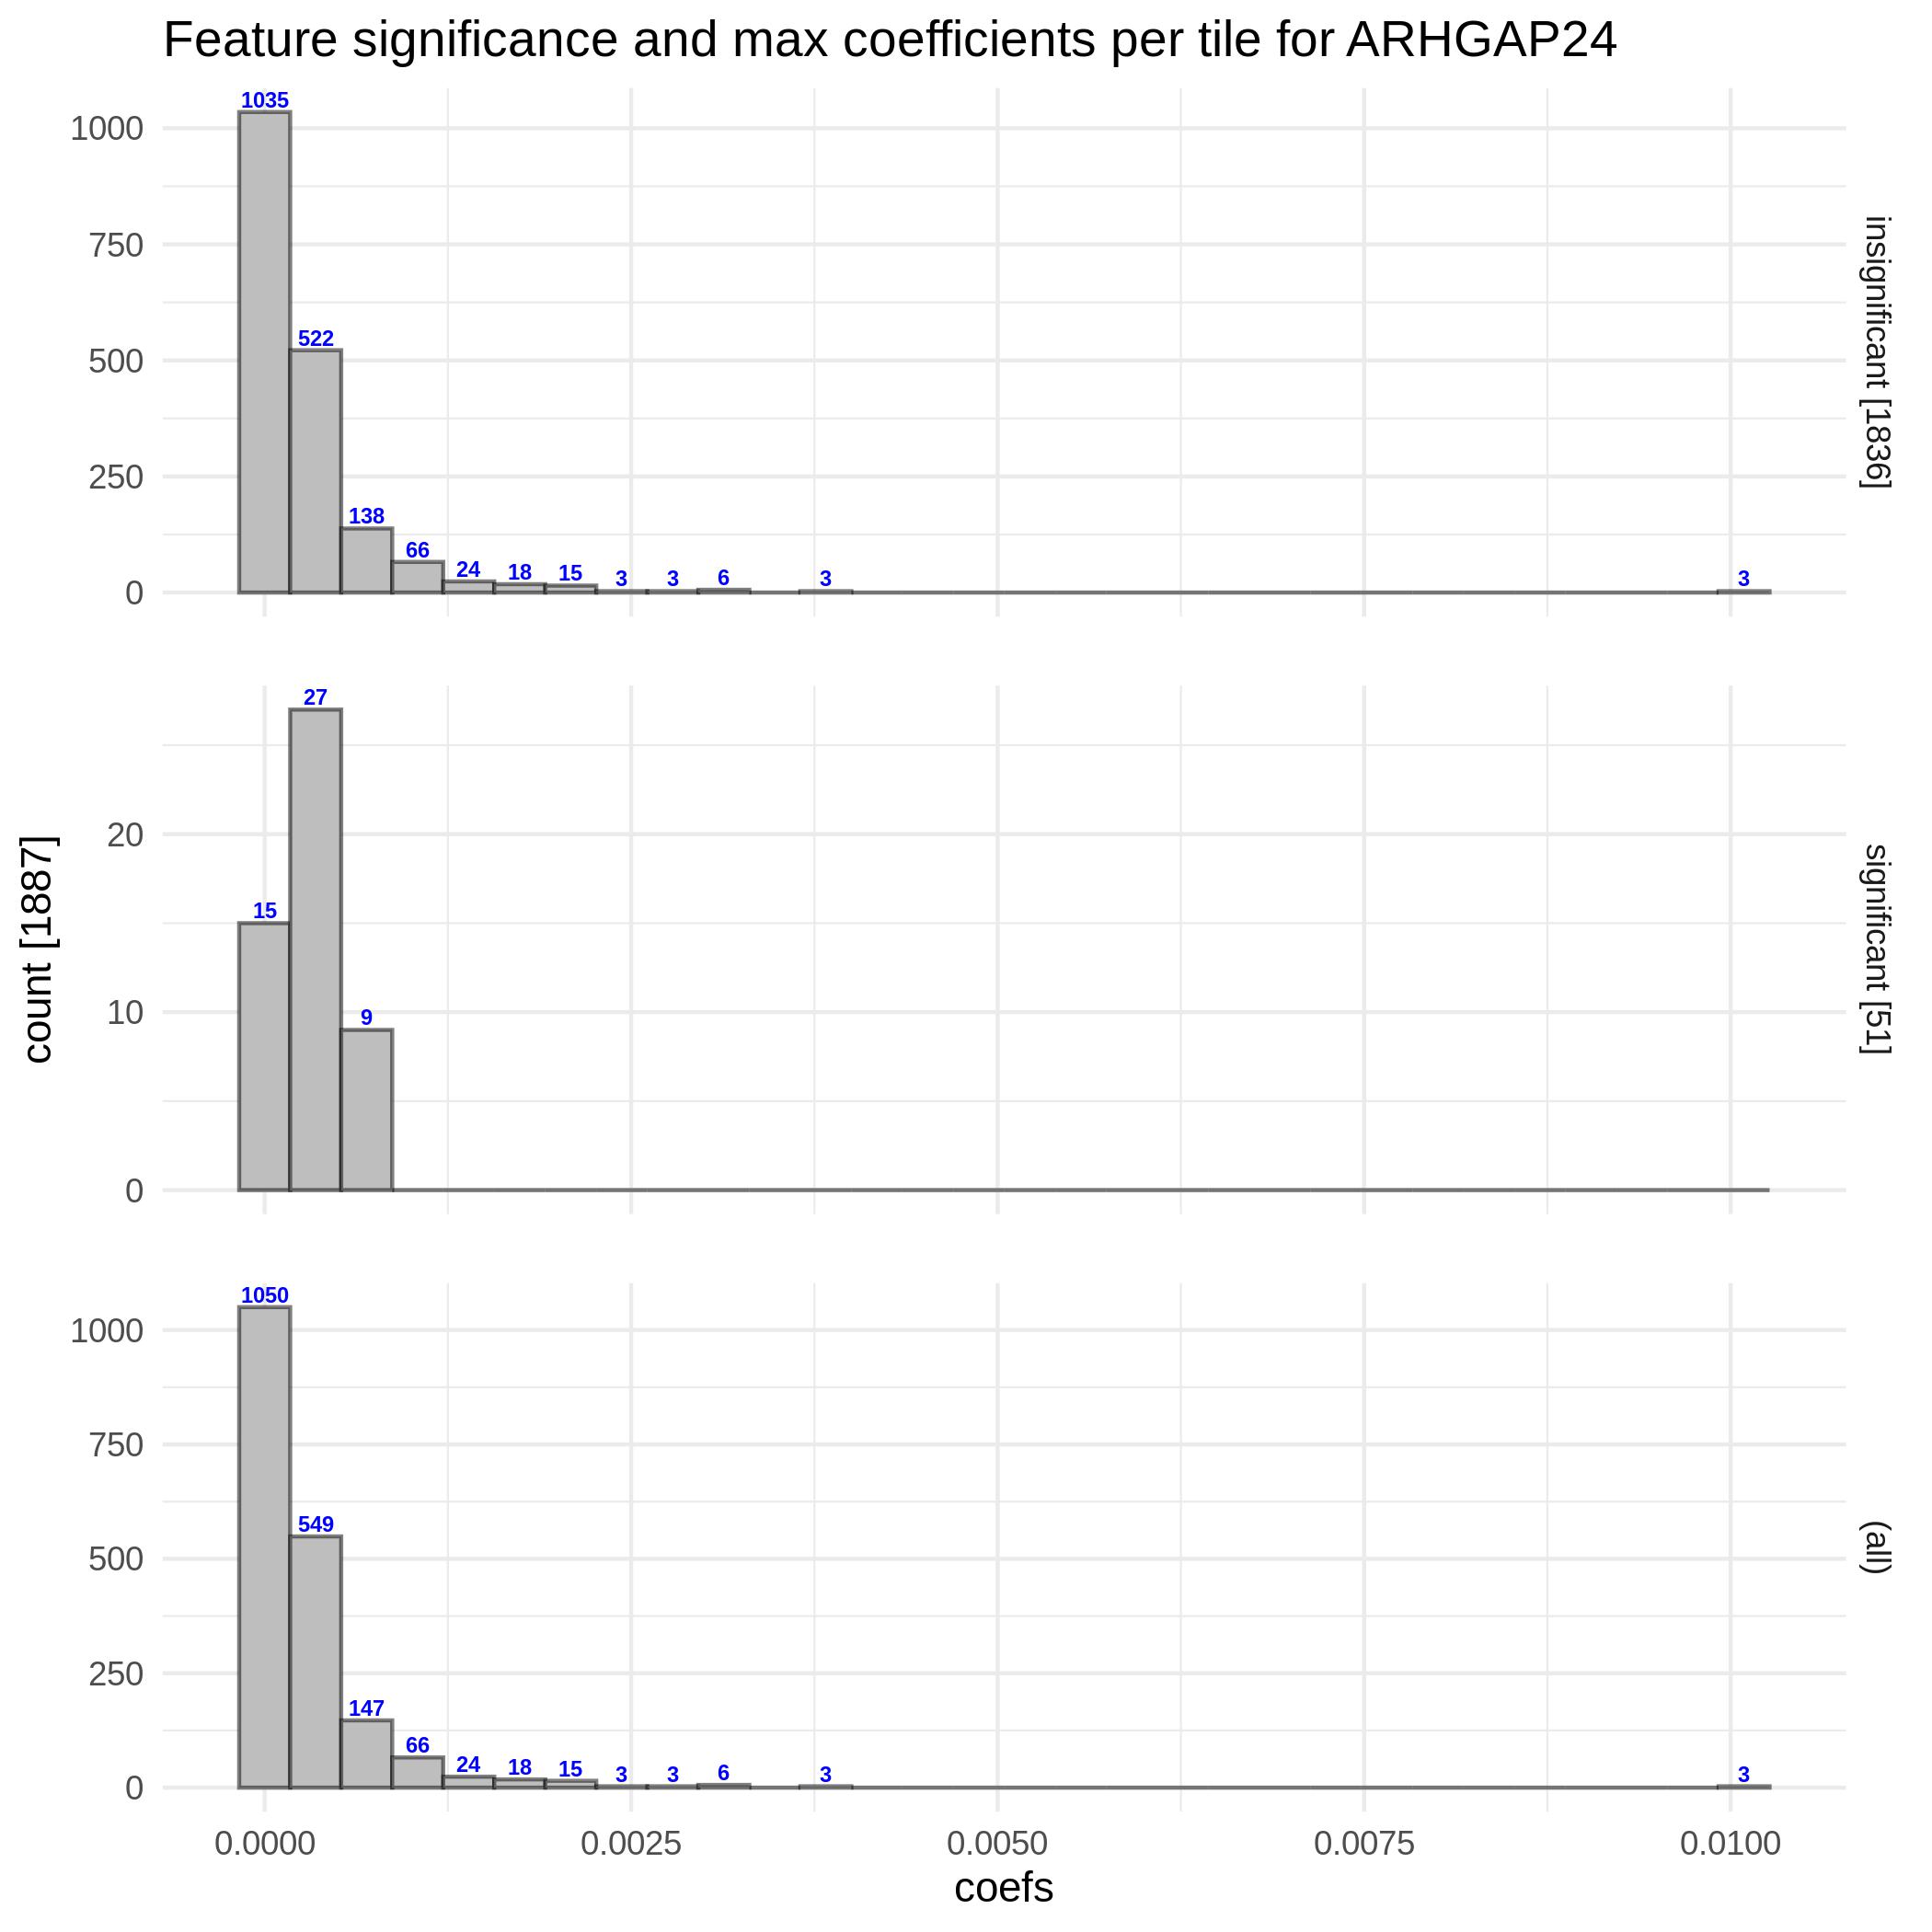 Feature significance and max coefficients per tile for ARHGAP24
1035
1000
750
522
500
250
138
66
24 18 15 3 3 6 3 3
0
insignificant [1836]
27
20
15
10
9
0
significant [51]
count [1887]
1050
1000
750
549
500
250
147
66
24 18 15 3 3 6 3 3
0
(all)
0.0000 0.0025 0.0050 0.0075 0.0100
coefs